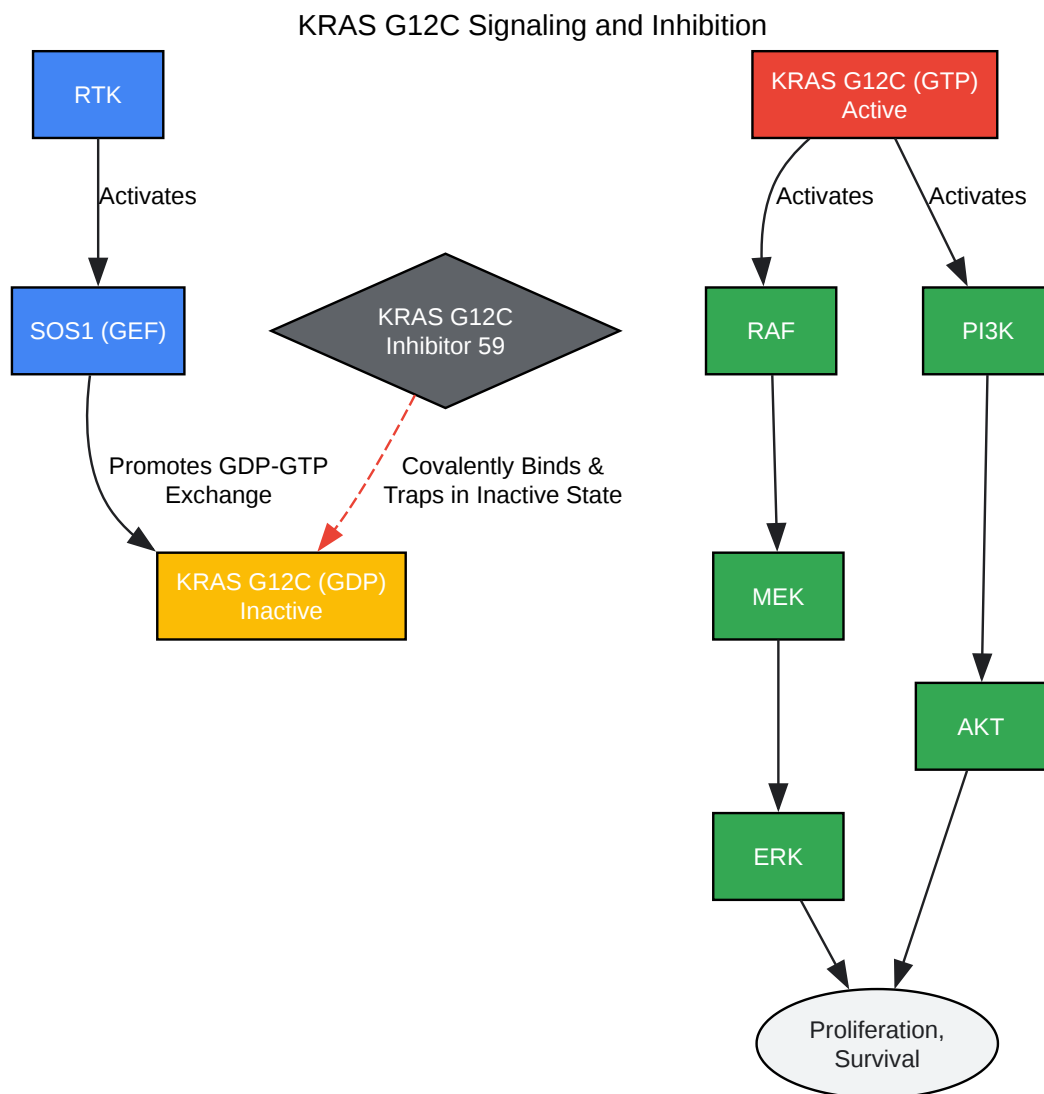 KRAS G12C Signaling and Inhibition
RTK
KRAS G12C (GTP)
Active
Activates
Activates
Activates
SOS1 (GEF)
KRAS G12C
Inhibitor 59
RAF
PI3K
Promotes GDP-GTP
Exchange
Covalently Binds &
Traps in Inactive State
KRAS G12C (GDP)
Inactive
MEK
AKT
ERK
Proliferation,
Survival